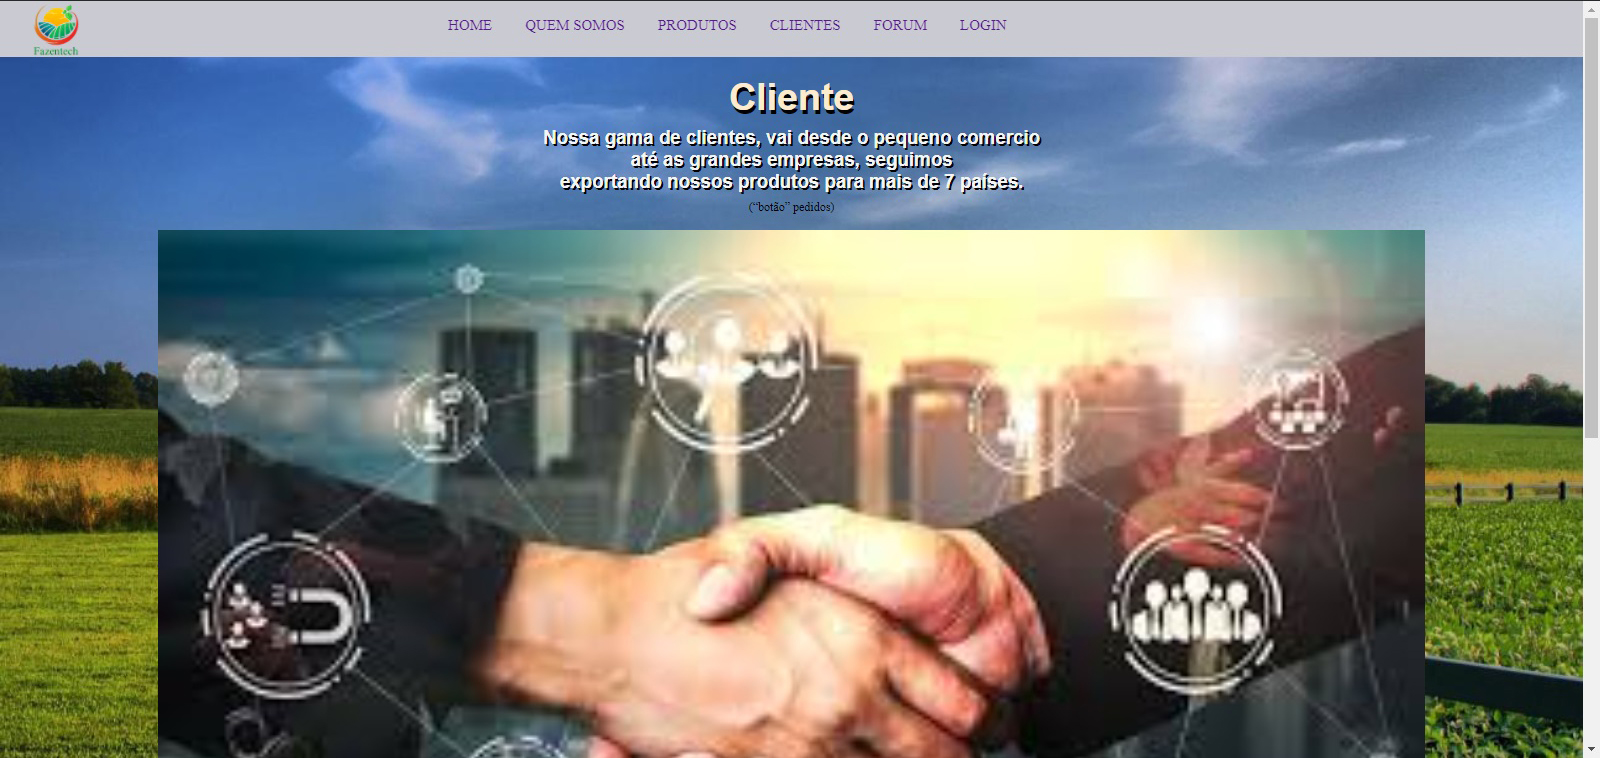 Fazentech
HOME QUEM SOMOS PRODUTOS CLIENTES FORUM LOGIN
Cliente
Nossa gama de clientes, vai desde o pequeno comercio
até as grandes empresas, seguimos
exportando nossos produtos para mais de 7 países.
(“botão” pedidos)